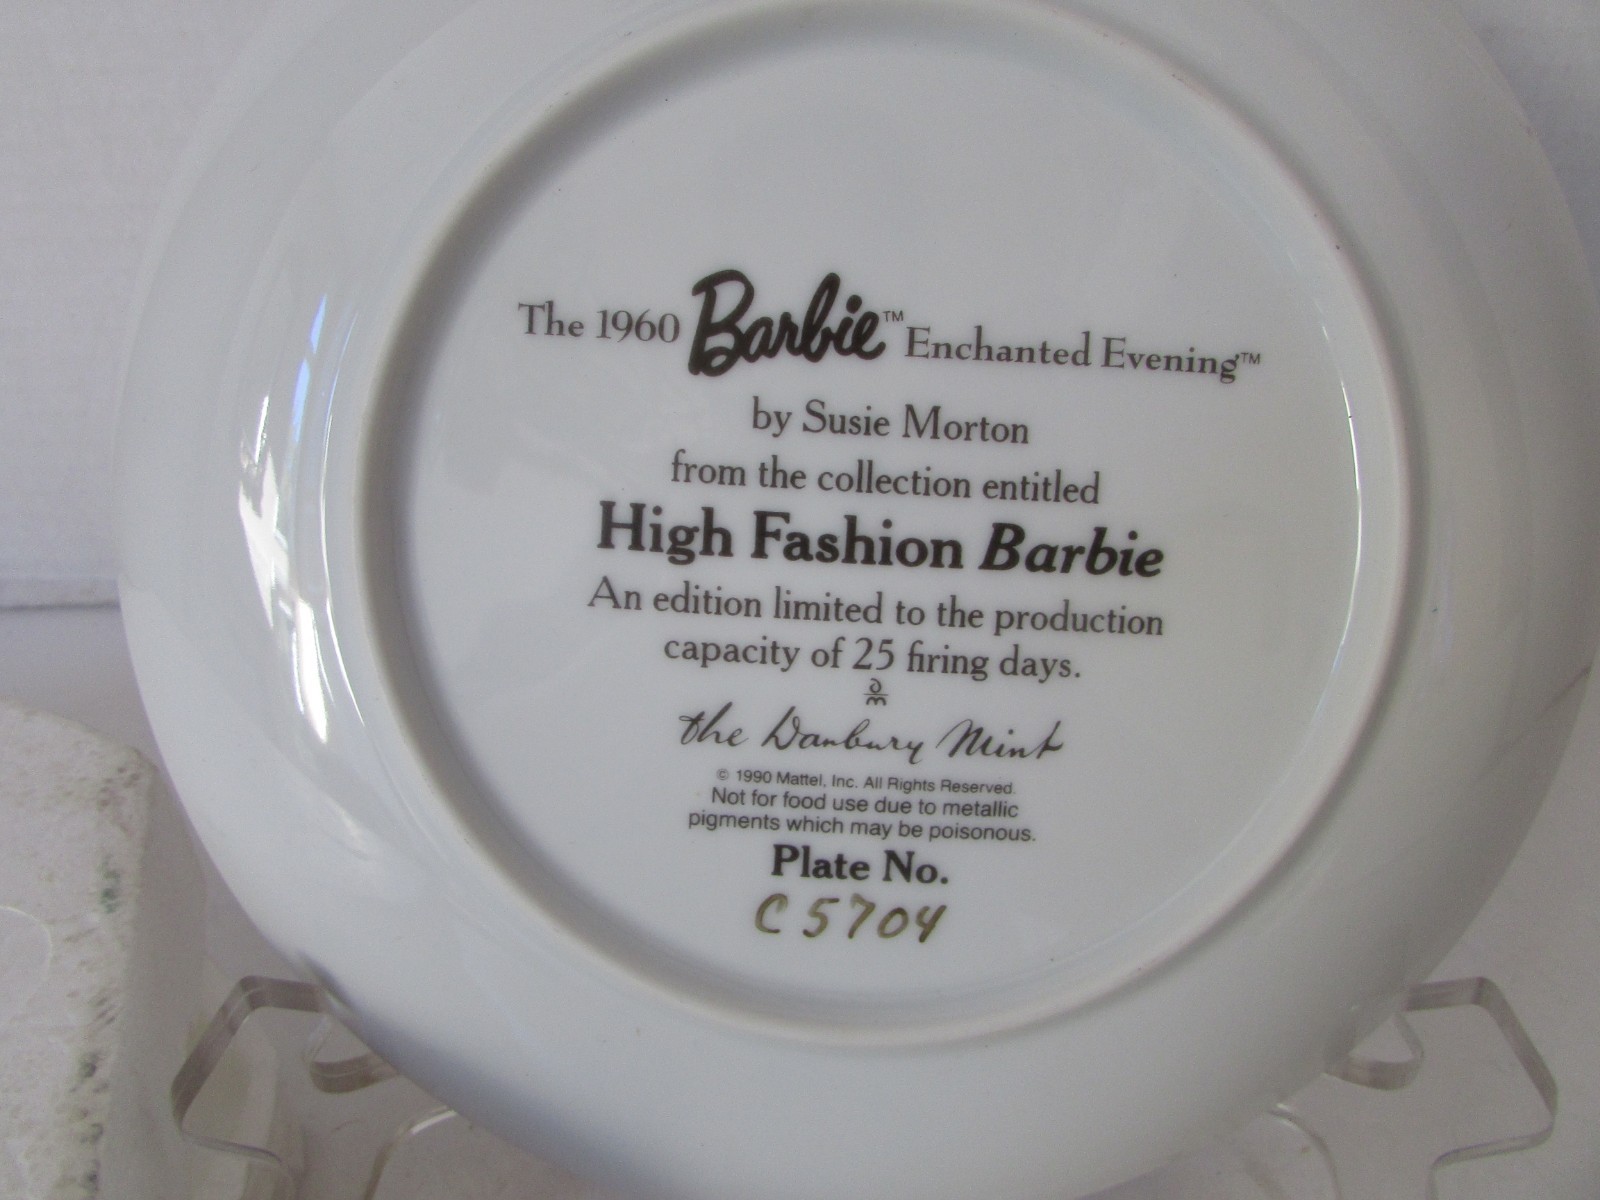 The 1960 Barbie™ Enchanted Evening™
by Susie Morton
from the collection entitled
High Fashion Barbie
An edition limited to the production
capacity of 25 firing days.
the Danbury Mint
© 1990 Mattel, Inc. All Rights Reserved.
Not for food use due to metallic
pigments which may be poisonous.
Plate No.
C5704